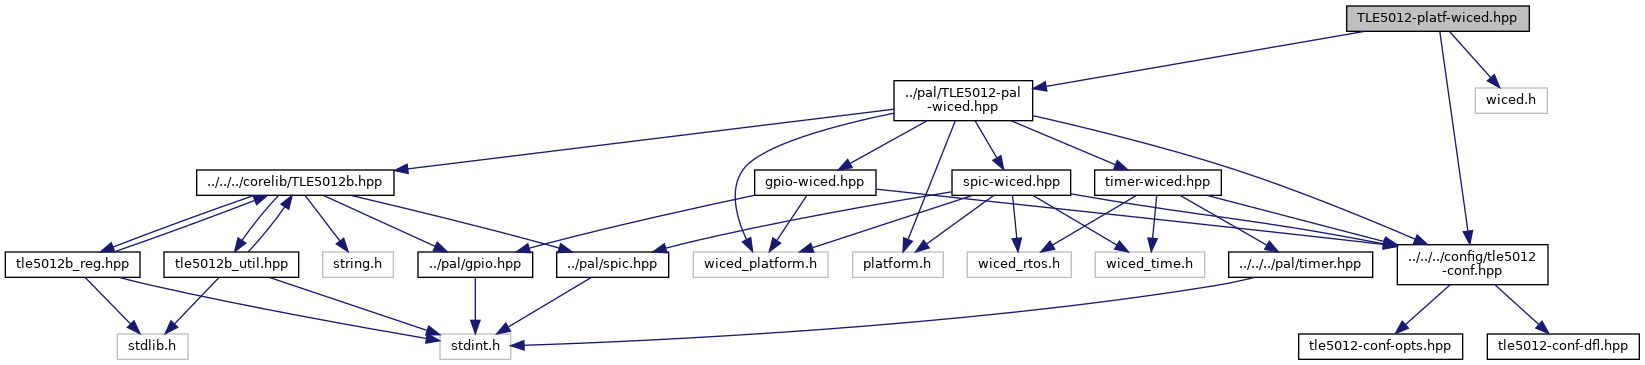 TLE5012-platf-wiced.hpp
../pal/TLE5012-pal
-wiced.hpp
wiced.h
../../../corelib/TLE5012b.hpp
gpio-wiced.hpp
spic-wiced.hpp
timer-wiced.hpp
tle5012b_reg.hpp
tle5012b_util.hpp
string.h
../pal/gpio.hpp
../pal/spic.hpp
wiced_platform.h
platform.h
wiced_rtos.h
wiced_time.h
../../../pal/timer.hpp
../../../config/tle5012
-conf.hpp
stdlib.h
stdint.h
tle5012-conf-opts.hpp
tle5012-conf-dfl.hpp